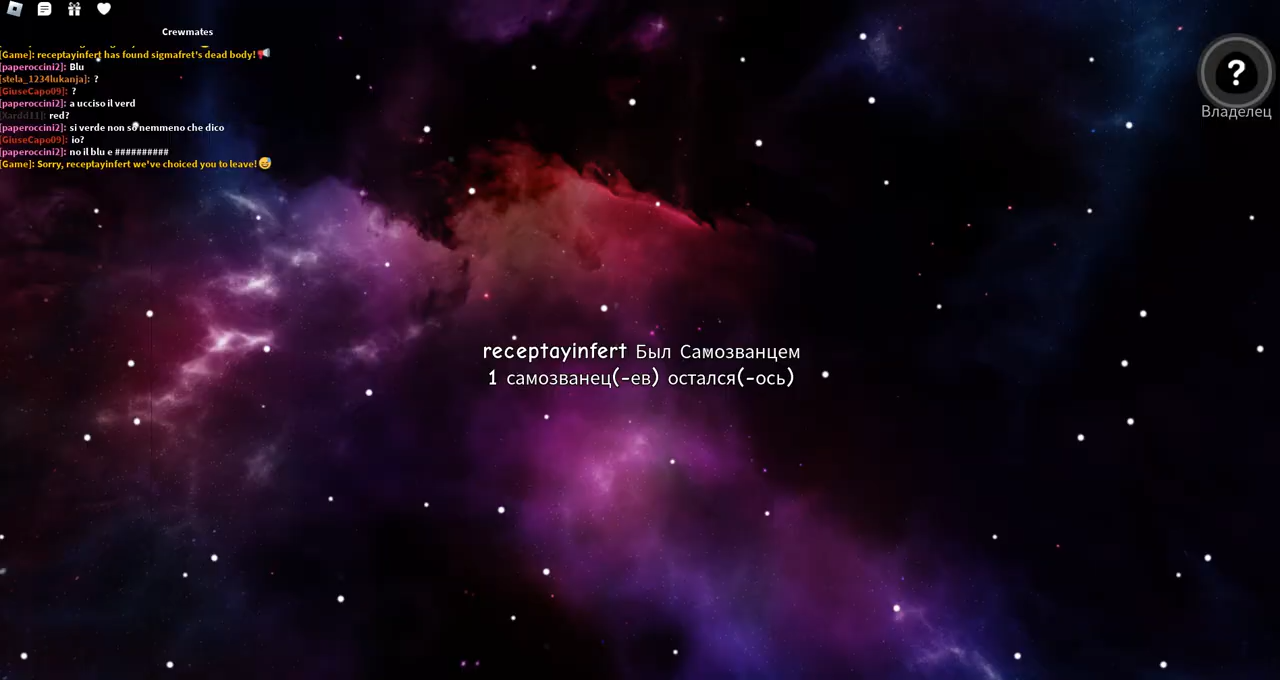 Crewmates
[Game]: receptayinfert has found sigmafret's dead body!📢
[paperoccini2]: Blu
[stela_1234lukanja]: ?
[GiuseCapo09]: ?
[paperoccini2]: a ucciso il verd
[Xardd11]: red?
[paperoccini2]: si verde non so nemmeno che dico
[GiuseCapo09]: io?
[paperoccini2]: no il blu e ##########
[Game]: Sorry, receptayinfert we've choiced you to leave!😅
?
Владелец
receptayinfert Был Самозванцем
1 самозванец(-ев) остался(-ось)